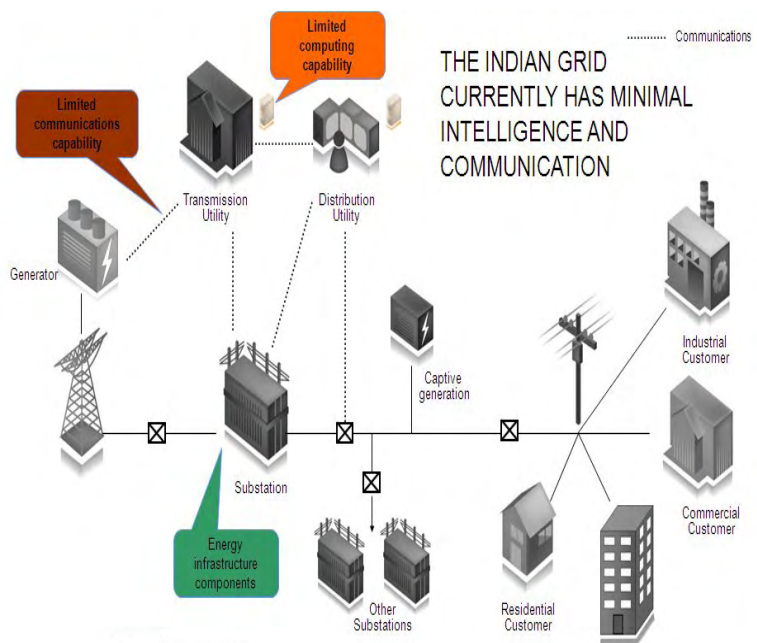 Limited
computing
capability
Communications
THE INDIAN GRID
CURRENTLY HAS MINIMAL
INTELLIGENCE AND
COMMUNICATION
Limited
communications
capability
Transmission
Utility
Distribution
Utility
Generator
Industrial
Customer
Captive
generation
Substation
Commercial
Customer
Energy
infrastructure
components
Other
Substations
Residential
Customer